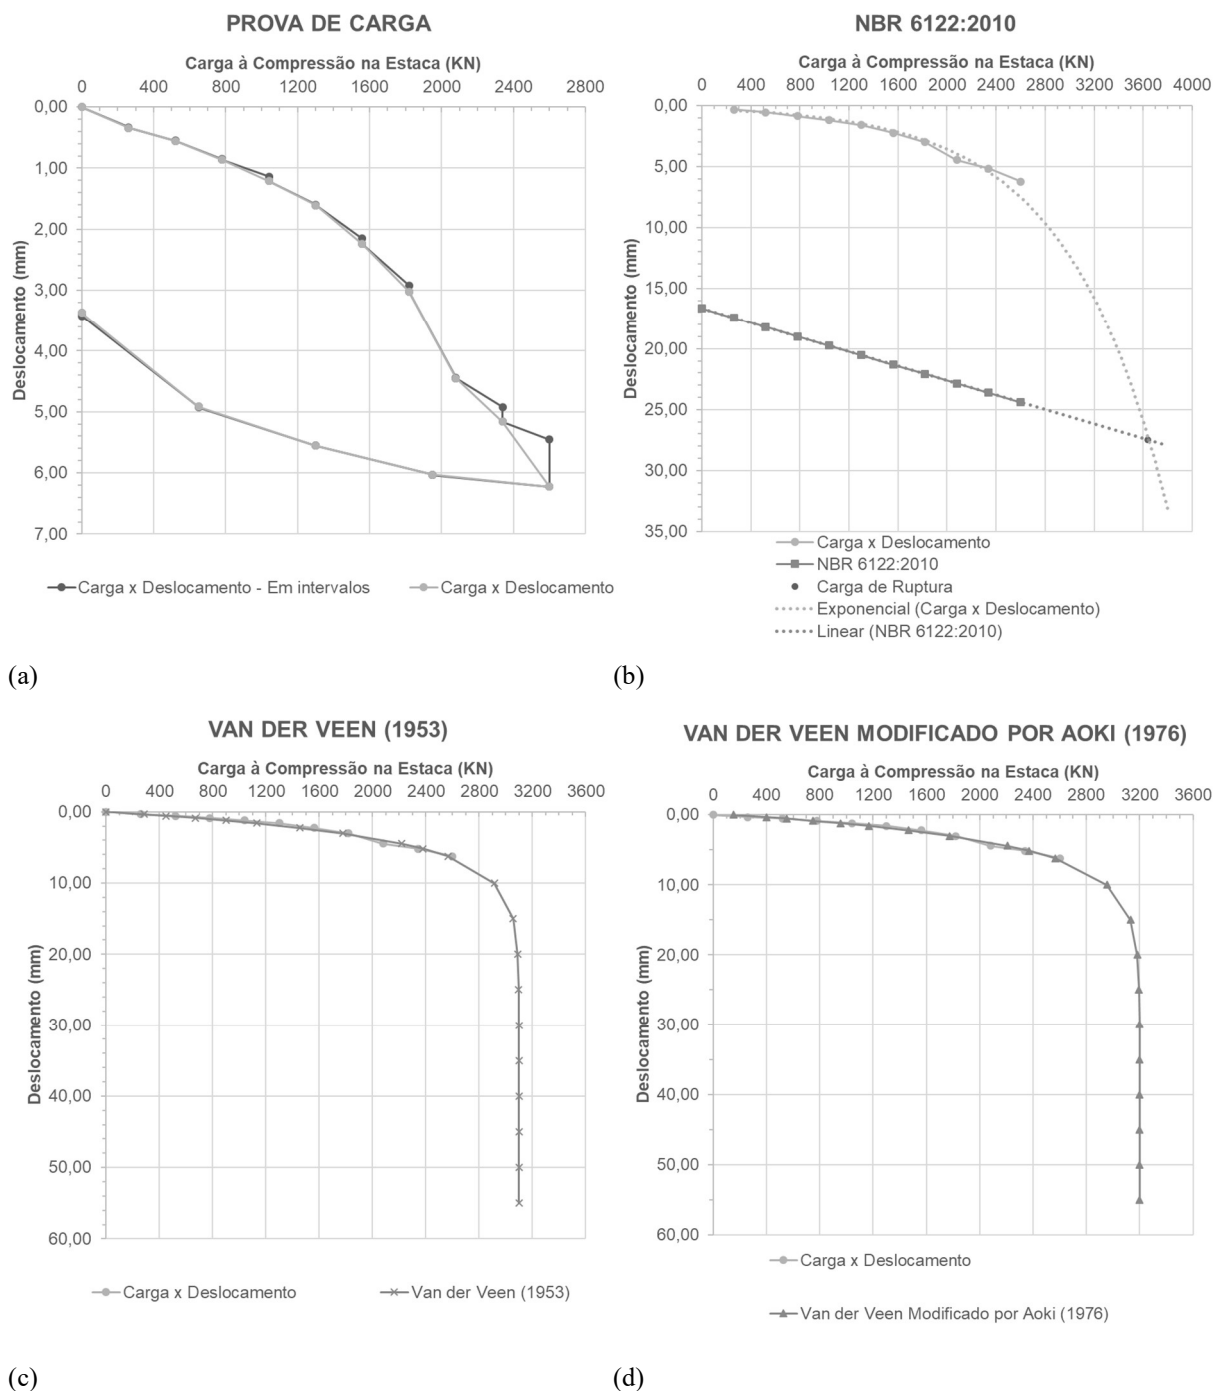 PROVA DE CARGA
Carga à Compressão na Estaca (KN)
0 400 800 1200 1600 2000 2400 2800
Deslocamento (mm)
0,00
1,00
2,00
3,00
4,00
5,00
6,00
7,00
Carga x Deslocamento - Em intervalos
Carga x Deslocamento
(a)
NBR 6122:2010
Carga à Compressão na Estaca (KN)
0 400 800 1200 1600 2000 2400 2800 3200 3600 4000
Deslocamento (mm)
0,00
5,00
10,00
15,00
20,00
25,00
30,00
35,00
Carga x Deslocamento
NBR 6122:2010
Carga de Ruptura
Exponencial (Carga x Deslocamento)
Linear (NBR 6122:2010)
(b)
VAN DER VEEN (1953)
Carga à Compressão na Estaca (KN)
0 400 800 1200 1600 2000 2400 2800 3200 3600
Deslocamento (mm)
0,00
10,00
20,00
30,00
40,00
50,00
60,00
Carga x Deslocamento
Van der Veen (1953)
(c)
VAN DER VEEN MODIFICADO POR AOKI (1976)
Carga à Compressão na Estaca (KN)
0 400 800 1200 1600 2000 2400 2800 3200 3600
Deslocamento (mm)
0,00
10,00
20,00
30,00
40,00
50,00
60,00
Carga x Deslocamento
Van der Veen Modificado por Aoki (1976)
(d)